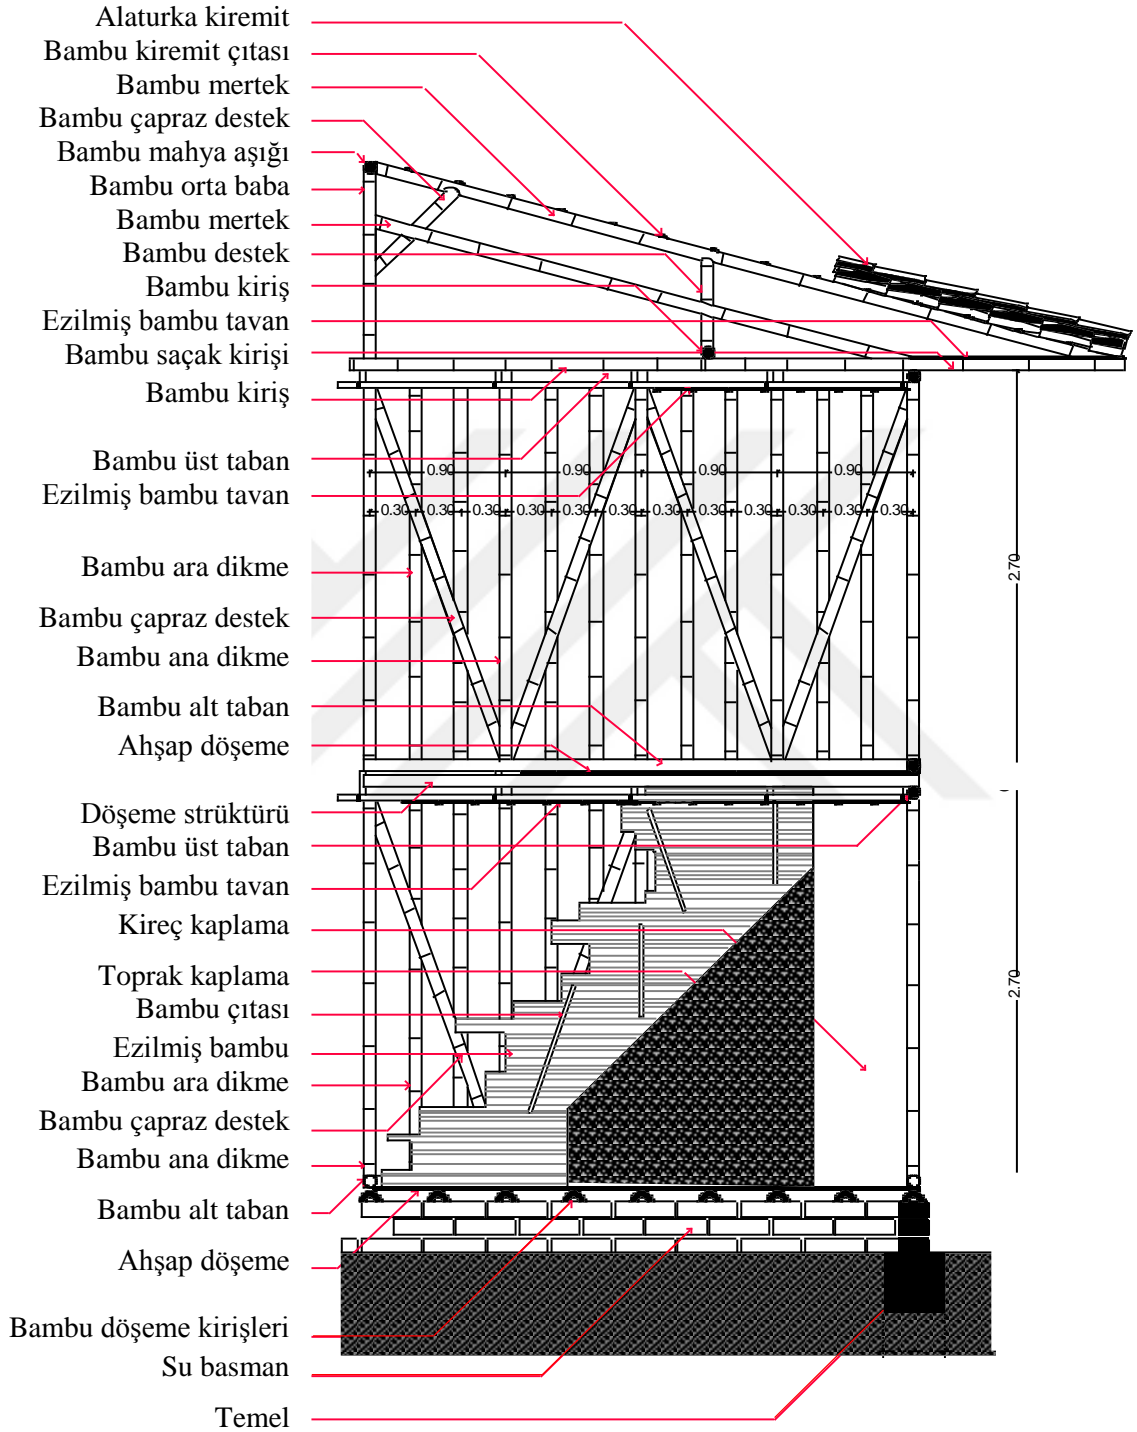 Alaturka kiremit
Bambu kiremit çıtası
Bambu mertek
Bambu çapraz destek
Bambu mahya aşığı
Bambu orta baba
Bambu mertek
Bambu destek
Bambu kiriş
Ezilmiş bambu tavan
Bambu saçak kirişi
Bambu kiriş
Bambu üst taban
Ezilmiş bambu tavan
0.90 0.90 0.90 0.90
0.30 0.30 0.30 0.30 0.30 0.30 0.30 0.30 0.30 0.30 0.30 0.30
2.70
Bambu ara dikme
Bambu çapraz destek
Bambu ana dikme
Bambu alt taban
Ahşap döşeme
Döşeme strüktürü
Bambu üst taban
Ezilmiş bambu tavan
Kireç kaplama
Toprak kaplama
2.70
Bambu çıtası
Ezilmiş bambu
Bambu ara dikme
Bambu çapraz destek
Bambu ana dikme
Bambu alt taban
Ahşap döşeme
Bambu döşeme kirişleri
Su basman
Temel